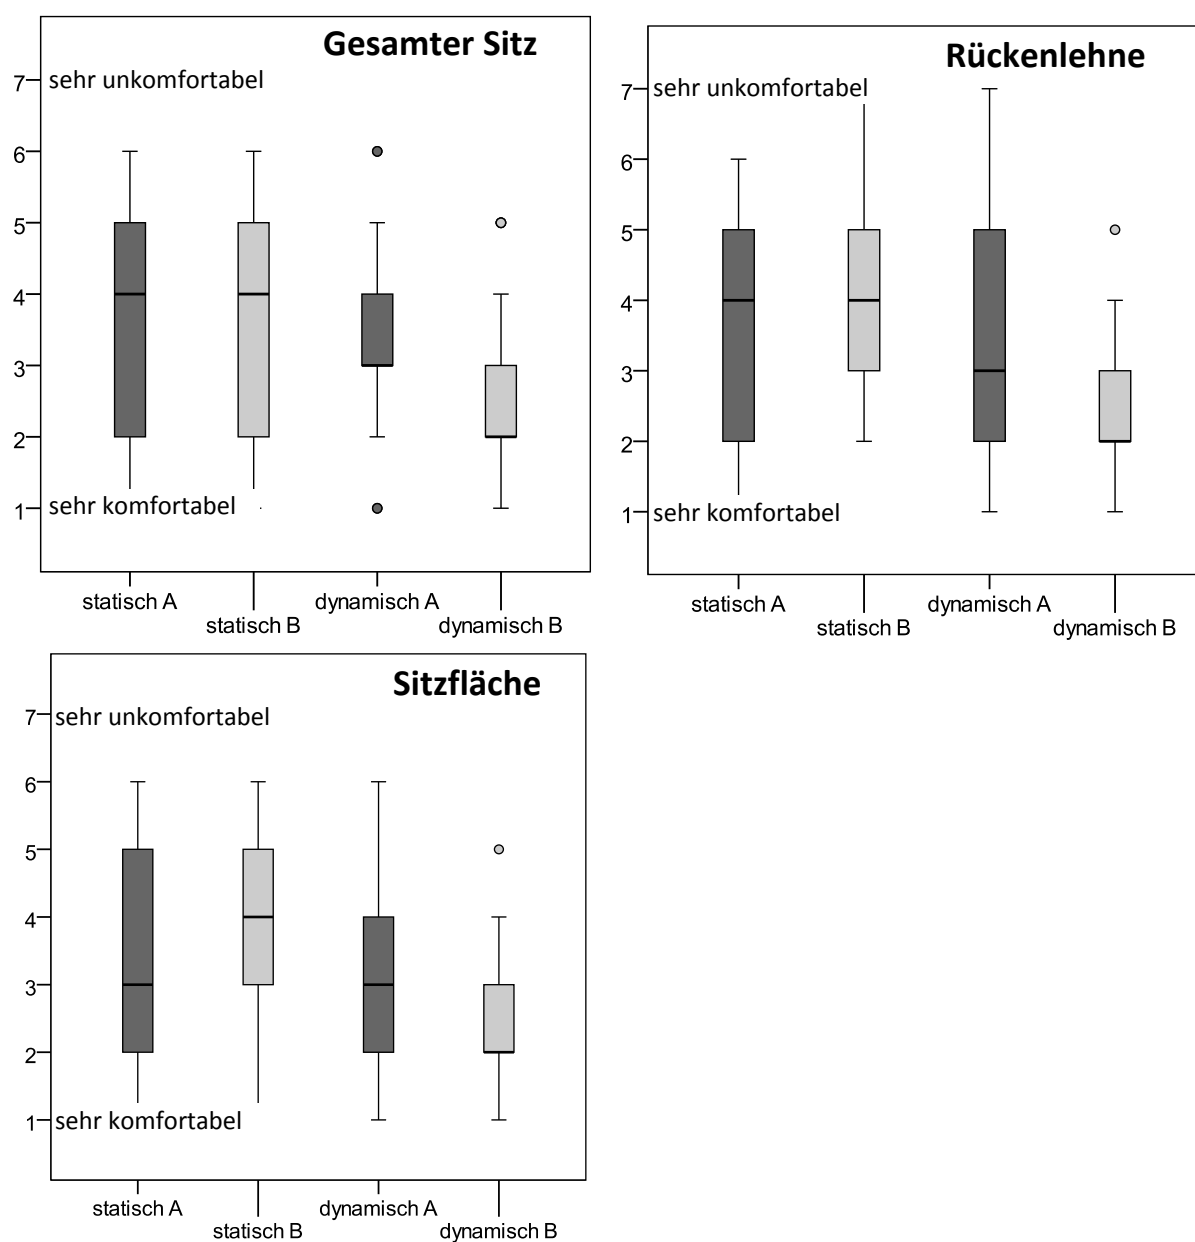 Gesamter Sitz
7 sehr unkomfortabel
6
5
4
3
2
1 sehr komfortabel
statisch A
statisch B
dynamisch A
dynamisch B
Rückenlehne
7 sehr unkomfortabel
6
5
4
3
2
1 sehr komfortabel
statisch A
statisch B
dynamisch A
dynamisch B
Sitzfläche
7 sehr unkomfortabel
6
5
4
3
2
1 sehr komfortabel
statisch A
statisch B
dynamisch A
dynamisch B